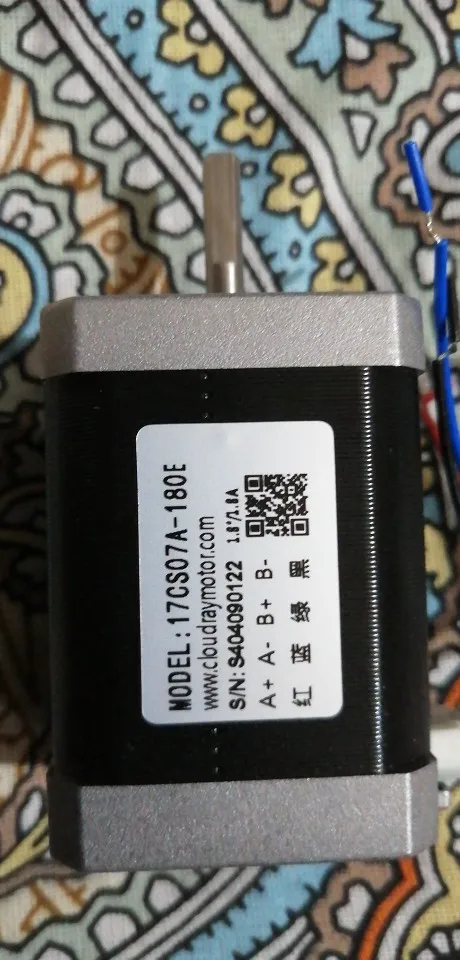 MODEL:17CS07A-180E
www.cloudraymotor.com
S/N:S404090122 1.8°/1.8A
A+ A- B+ B-
红 蓝 绿 黑